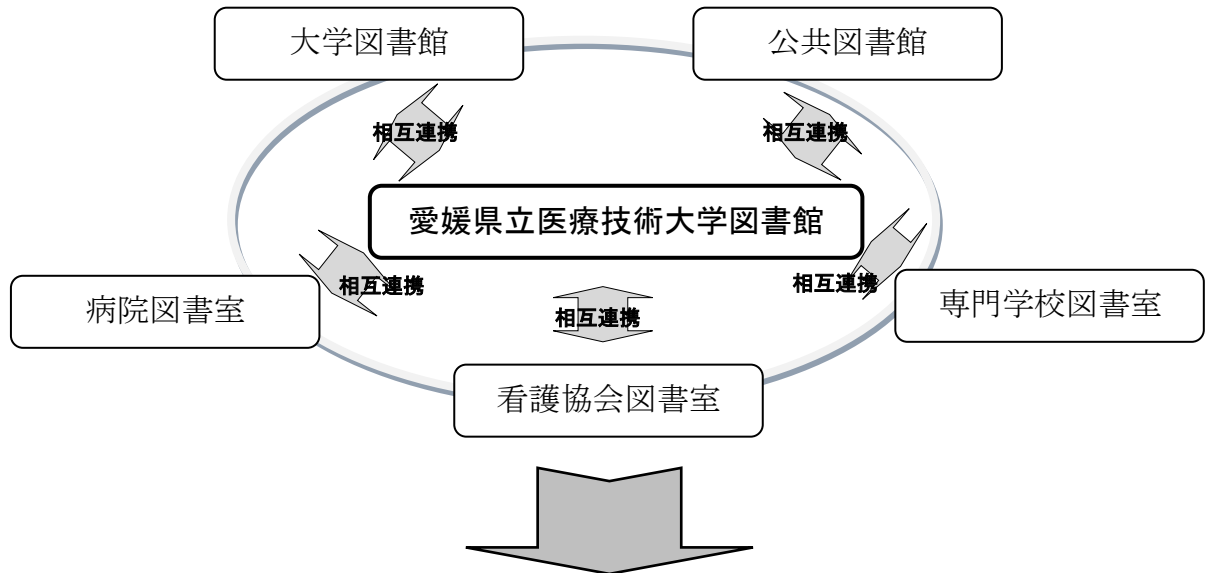 大学図書館
公共図書館
相互連携
相互連携
愛媛県立医療技術大学図書館
相互連携
相互連携
相互連携
病院図書室
専門学校図書室
看護協会図書室